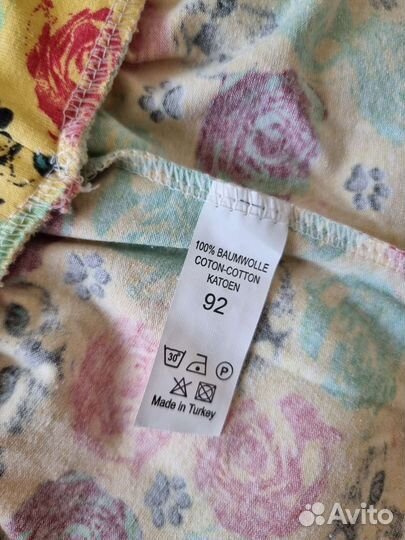 100% BAUMWOLLE
COTON-COTTON
KATOEN
92
30°
P
Made in Turkey
Avito